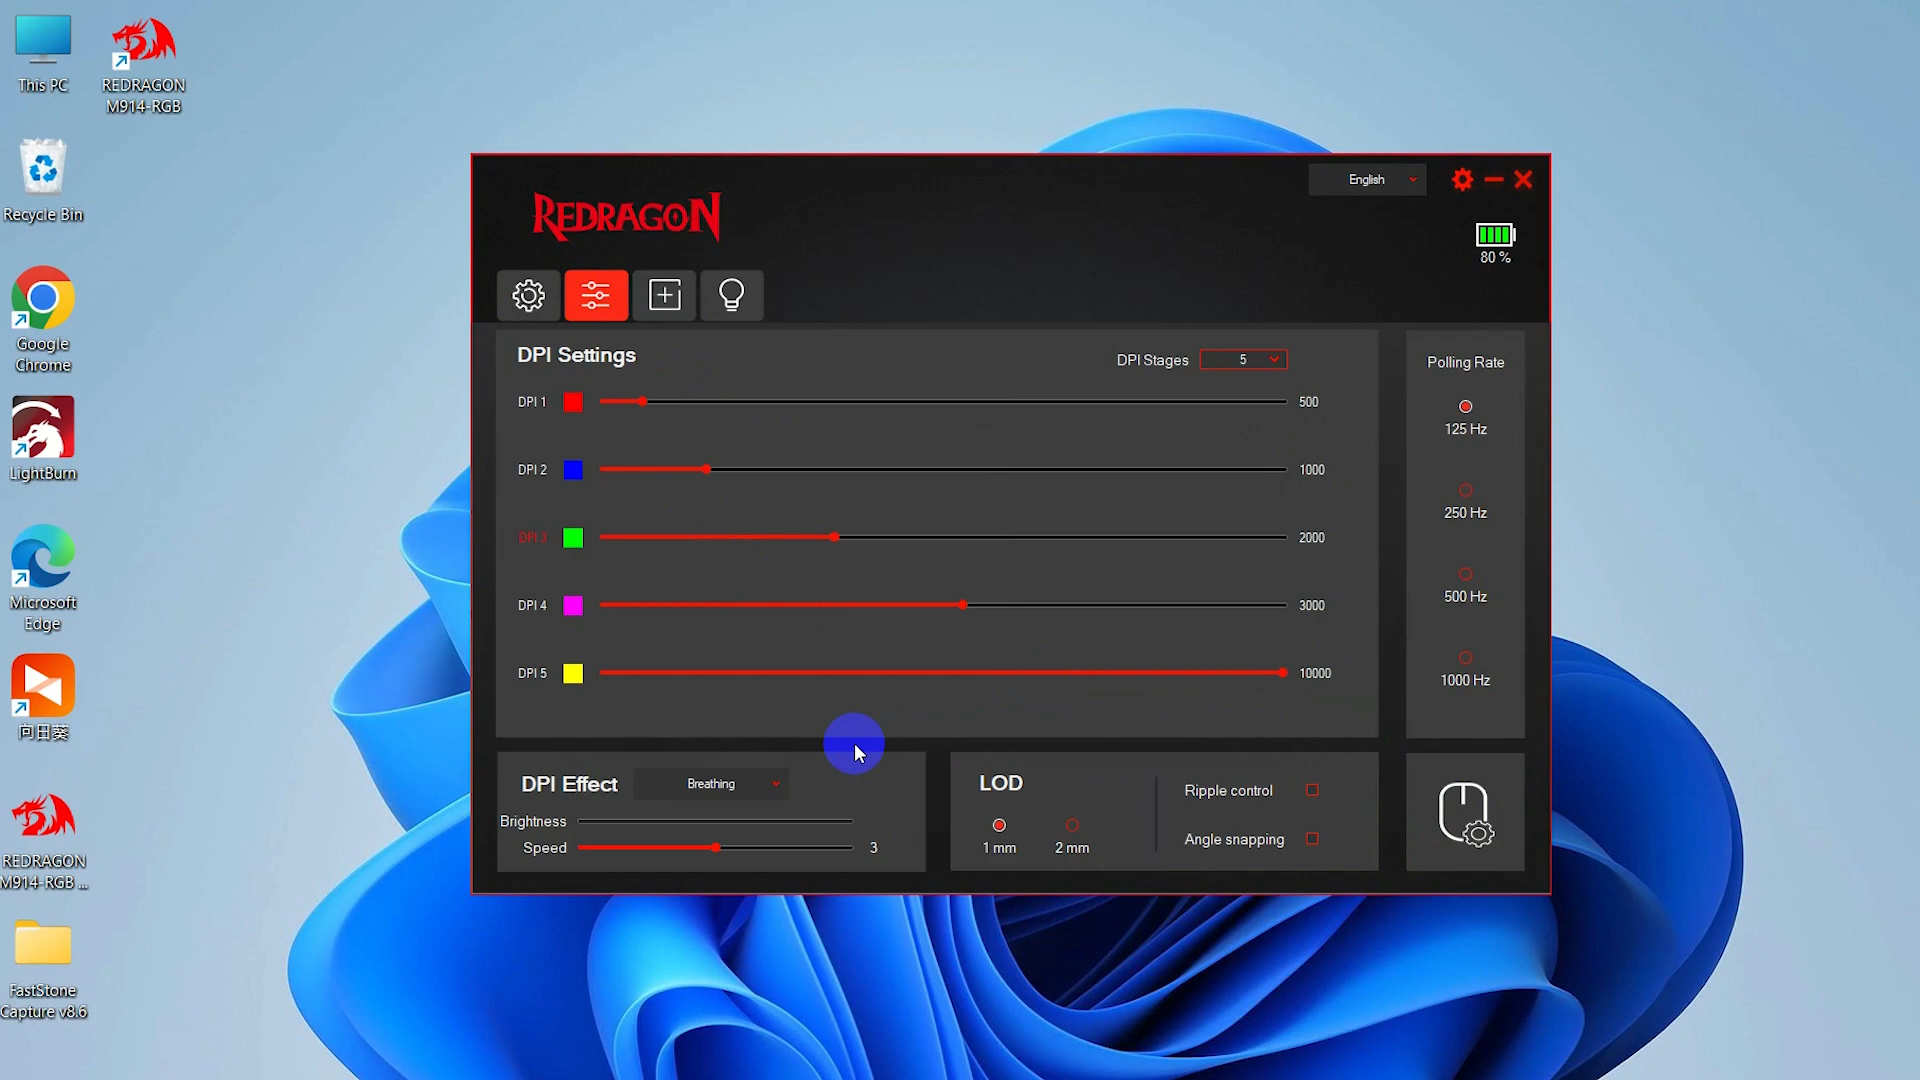 This PC
REDRAGON
M914-RGB
Recycle Bin
Google
Chrome
LightBurn
Microsoft
Edge
向日葵
REDRAGON
M914-RGB ...
FastStone
Capture v8.6
English
REDRAGON
80 %
DPI Settings
DPI Stages 5
DPI 1 500
DPI 2 1000
DPI 3 2000
DPI 4 3000
DPI 5 10000
Polling Rate
125 Hz
250 Hz
500 Hz
1000 Hz
DPI Effect Breathing
Brightness
Speed 3
LOD
1 mm 2 mm
Ripple control
Angle snapping